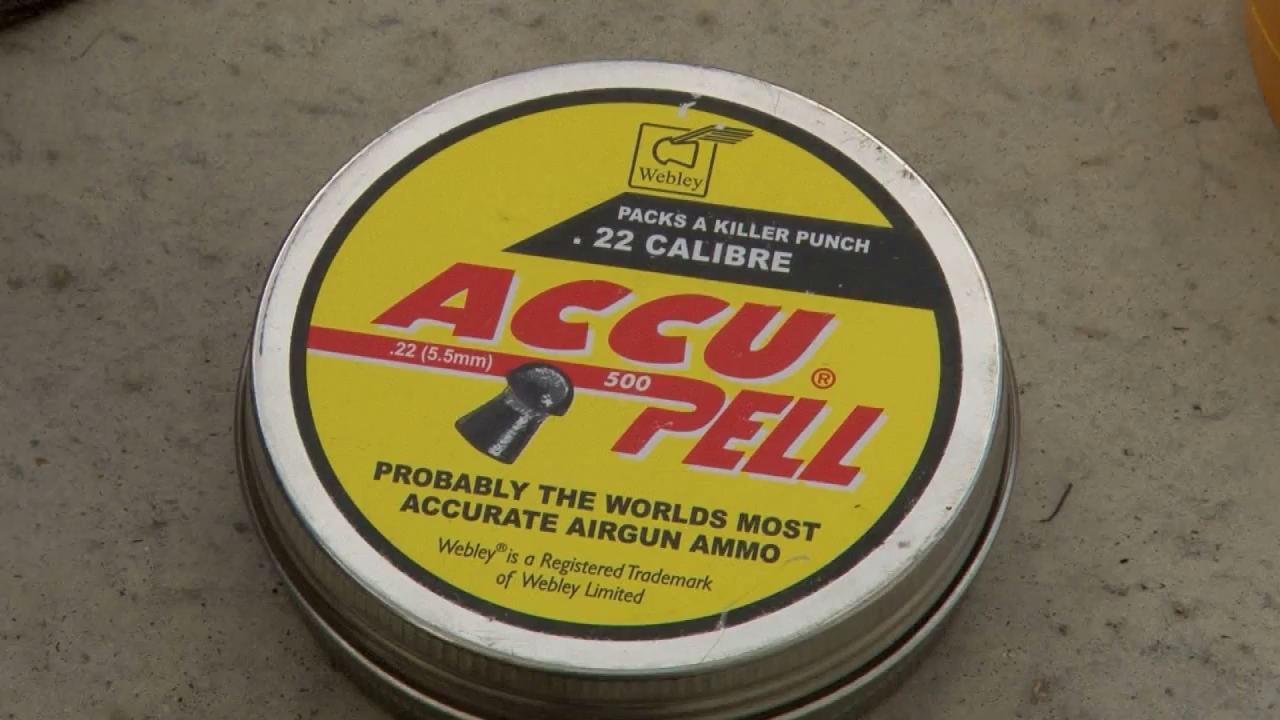 Webley
PACKS A KILLER PUNCH
. 22 CALIBRE
ACCU
.22 (5.5mm)
500
®
PELL
PROBABLY THE WORLDS MOST
ACCURATE AIRGUN AMMO
Webley® is a Registered Trademark
of Webley Limited